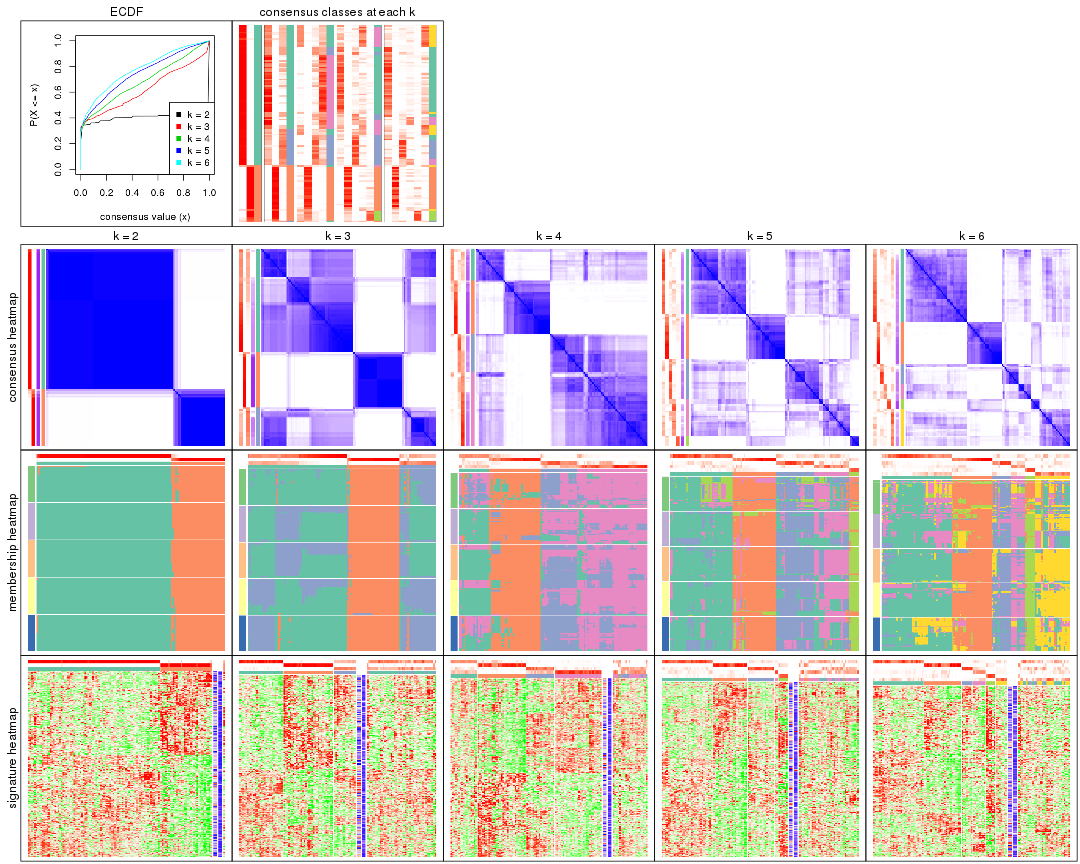 ECDF
consensus classes at each k
P(X <= x)
1.0
0.8
0.6
0.4
0.2
0.0
k = 2
k = 3
k = 4
k = 5
k = 6
0.0 0.2 0.4 0.6 0.8 1.0
consensus value (x)
k = 2
k = 3
k = 4
k = 5
k = 6
consensus heatmap
membership heatmap
signature heatmap